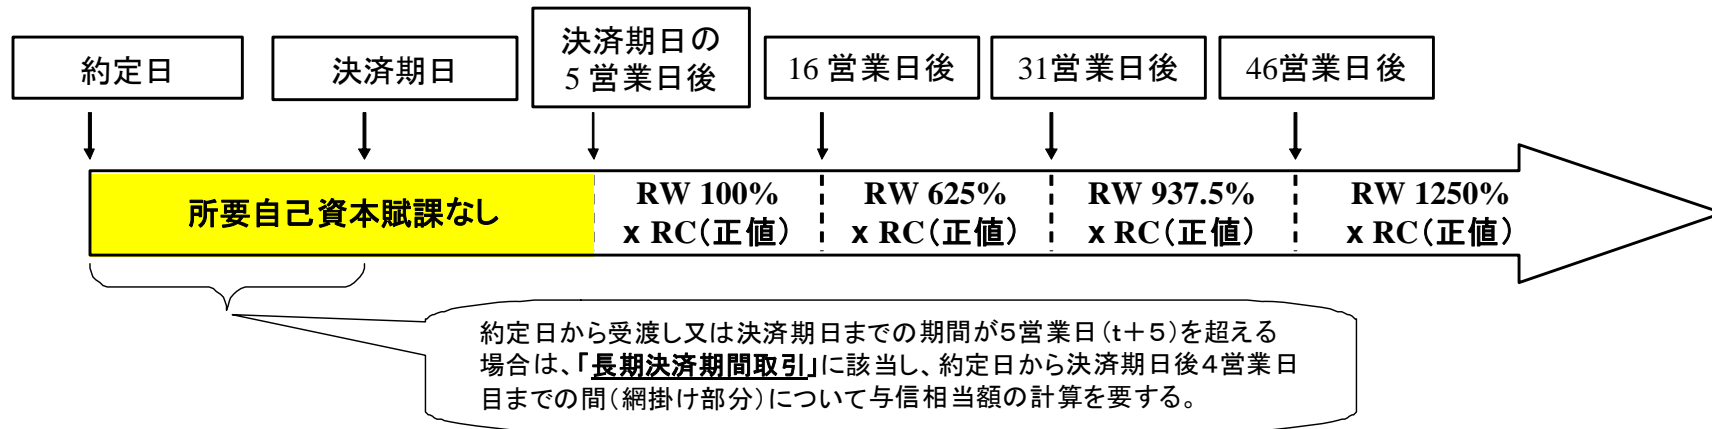 約定日
決済期日
決済期日の
5 営業日後
16 営業日後
31営業日後
46営業日後
所要自己資本賦課なし
RW 100%
x RC(正値)
RW 625%
x RC(正値)
RW 937.5%
x RC(正値)
RW 1250%
x RC(正値)
約定日から受渡し又は決済期日までの期間が5営業日(t+5)を超える
場合は、「長期決済期間取引」に該当し、約定日から決済期日後4営業日
目までの間(網掛け部分)について与信相当額の計算を要する。